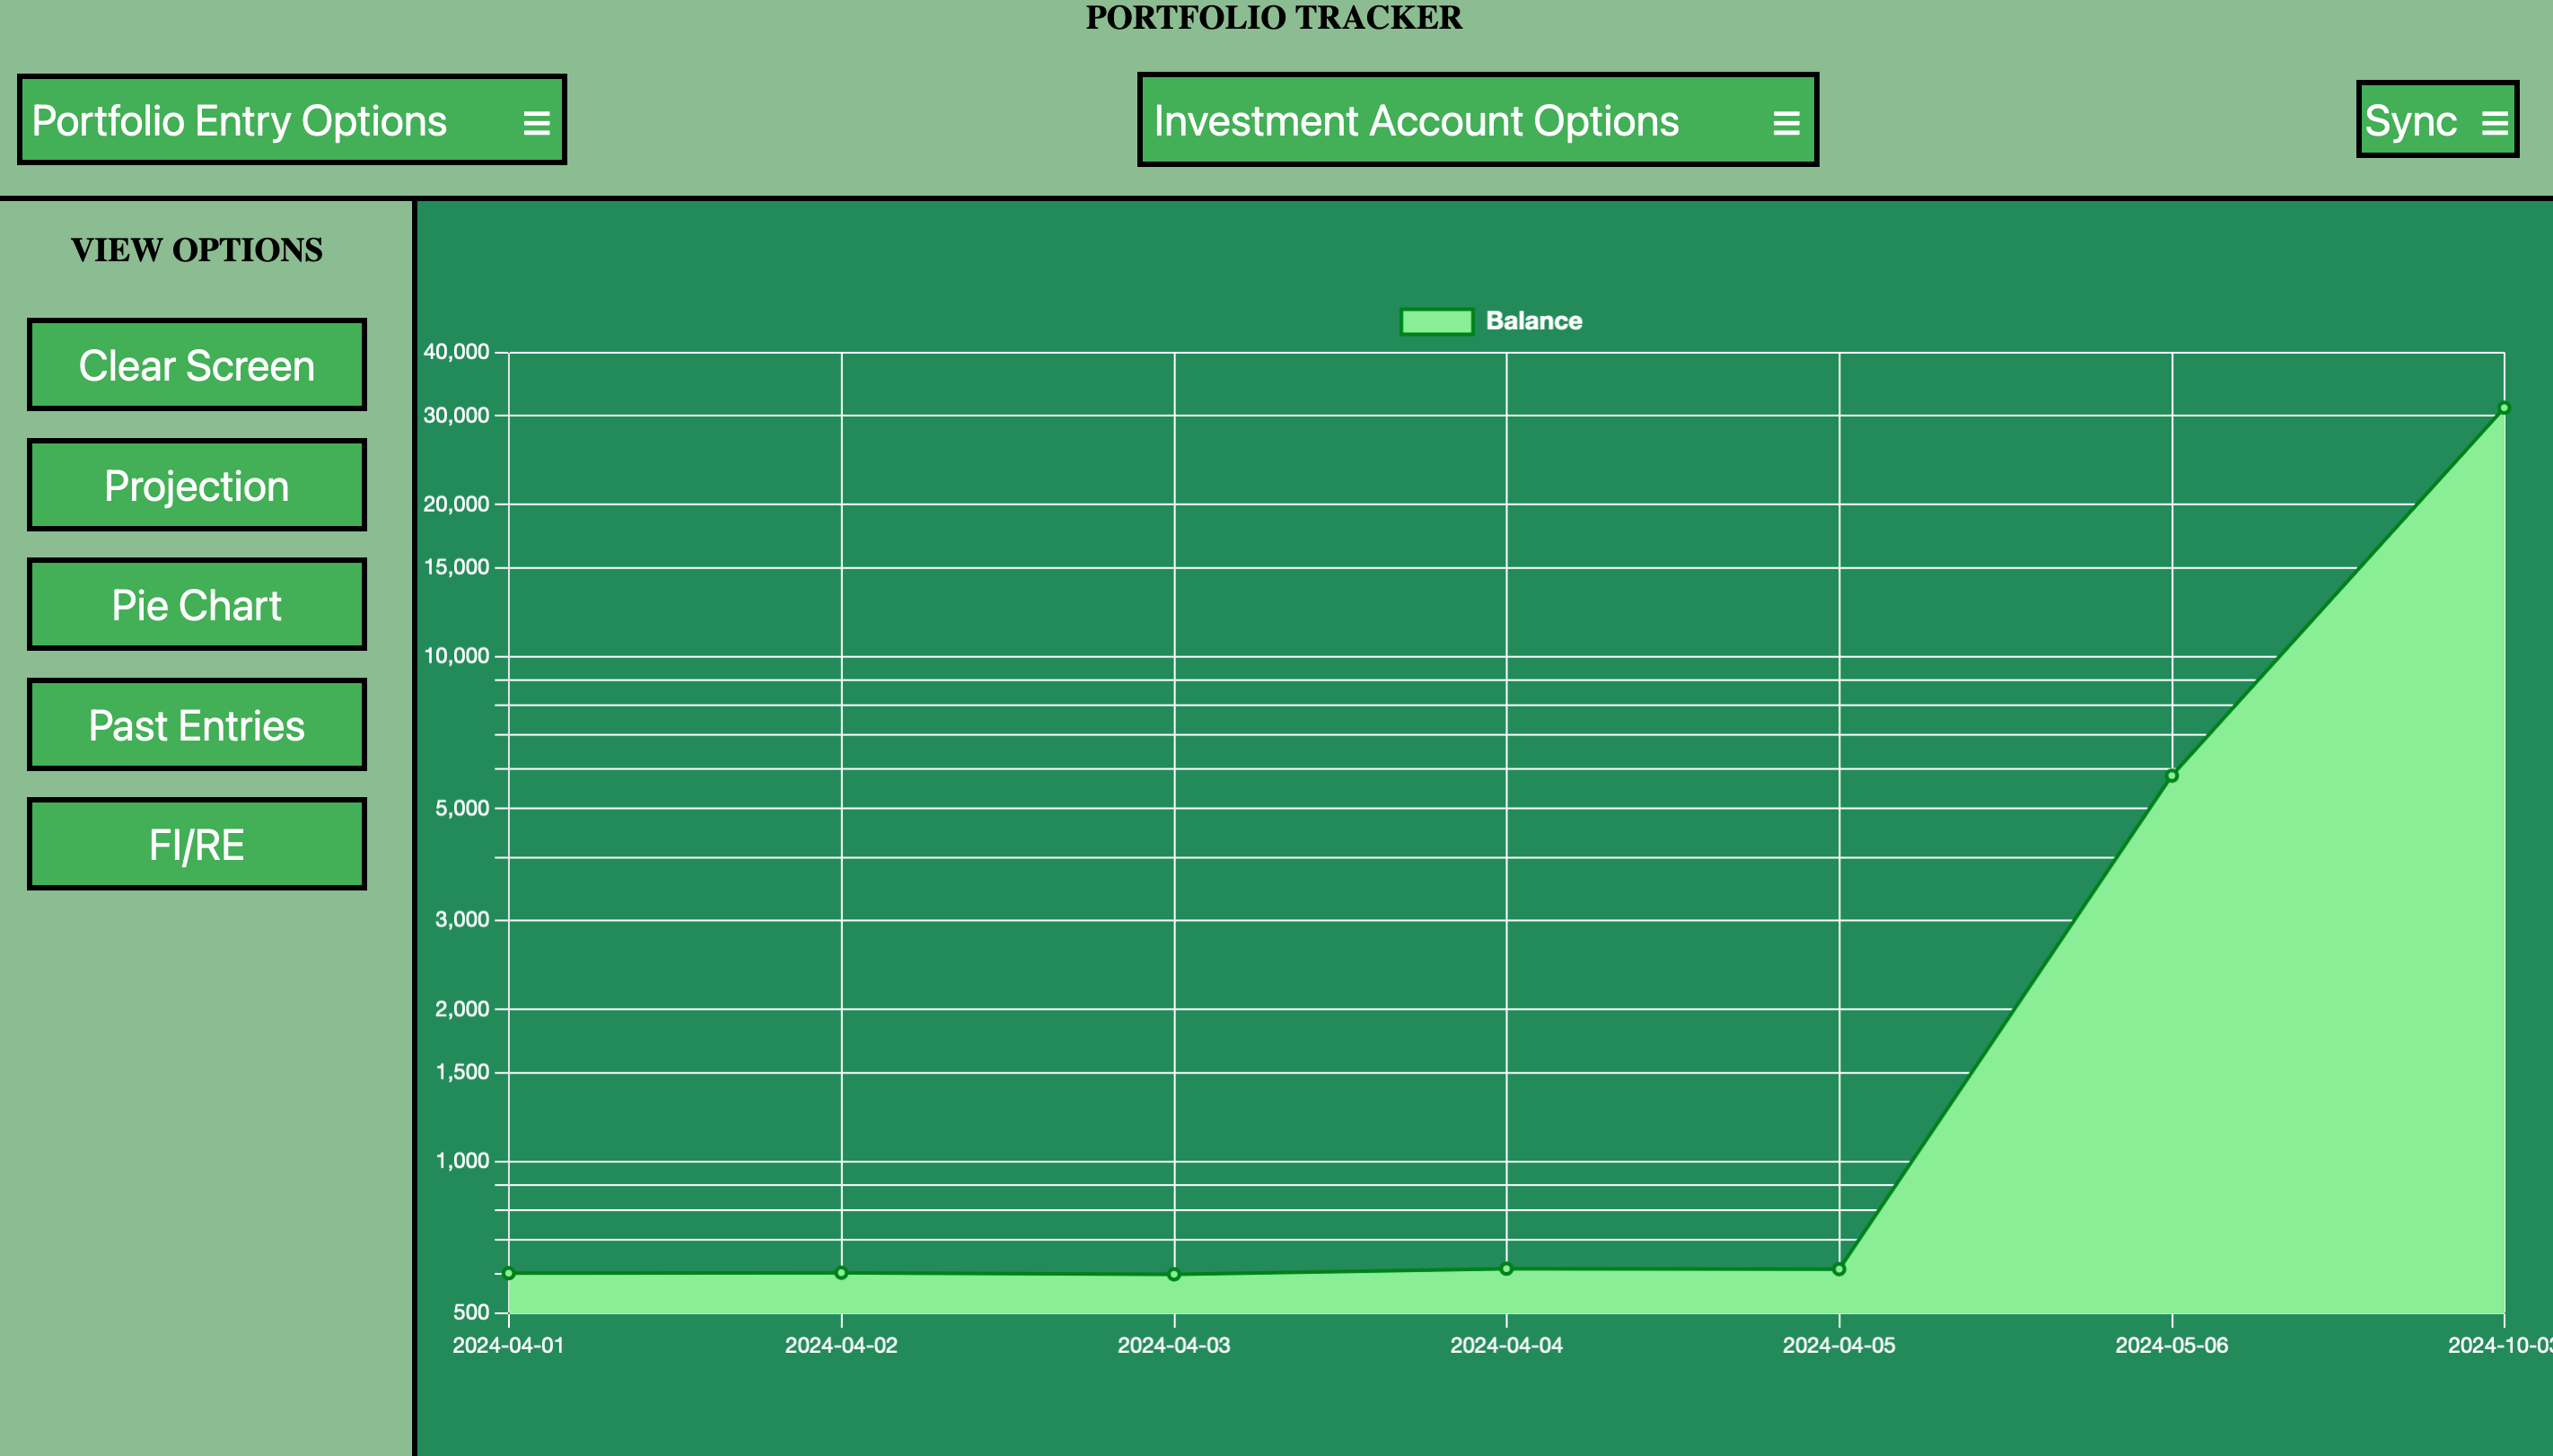 PORTFOLIO TRACKER
Portfolio Entry Options
Investment Account Options
Sync
VIEW OPTIONS
Clear Screen
Projection
Pie Chart
Past Entries
FI/RE
Balance
40,000
30,000
20,000
15,000
10,000
5,000
3,000
2,000
1,500
1,000
500
2024-04-01 2024-04-02 2024-04-03 2024-04-04 2024-04-05 2024-05-06 2024-10-03